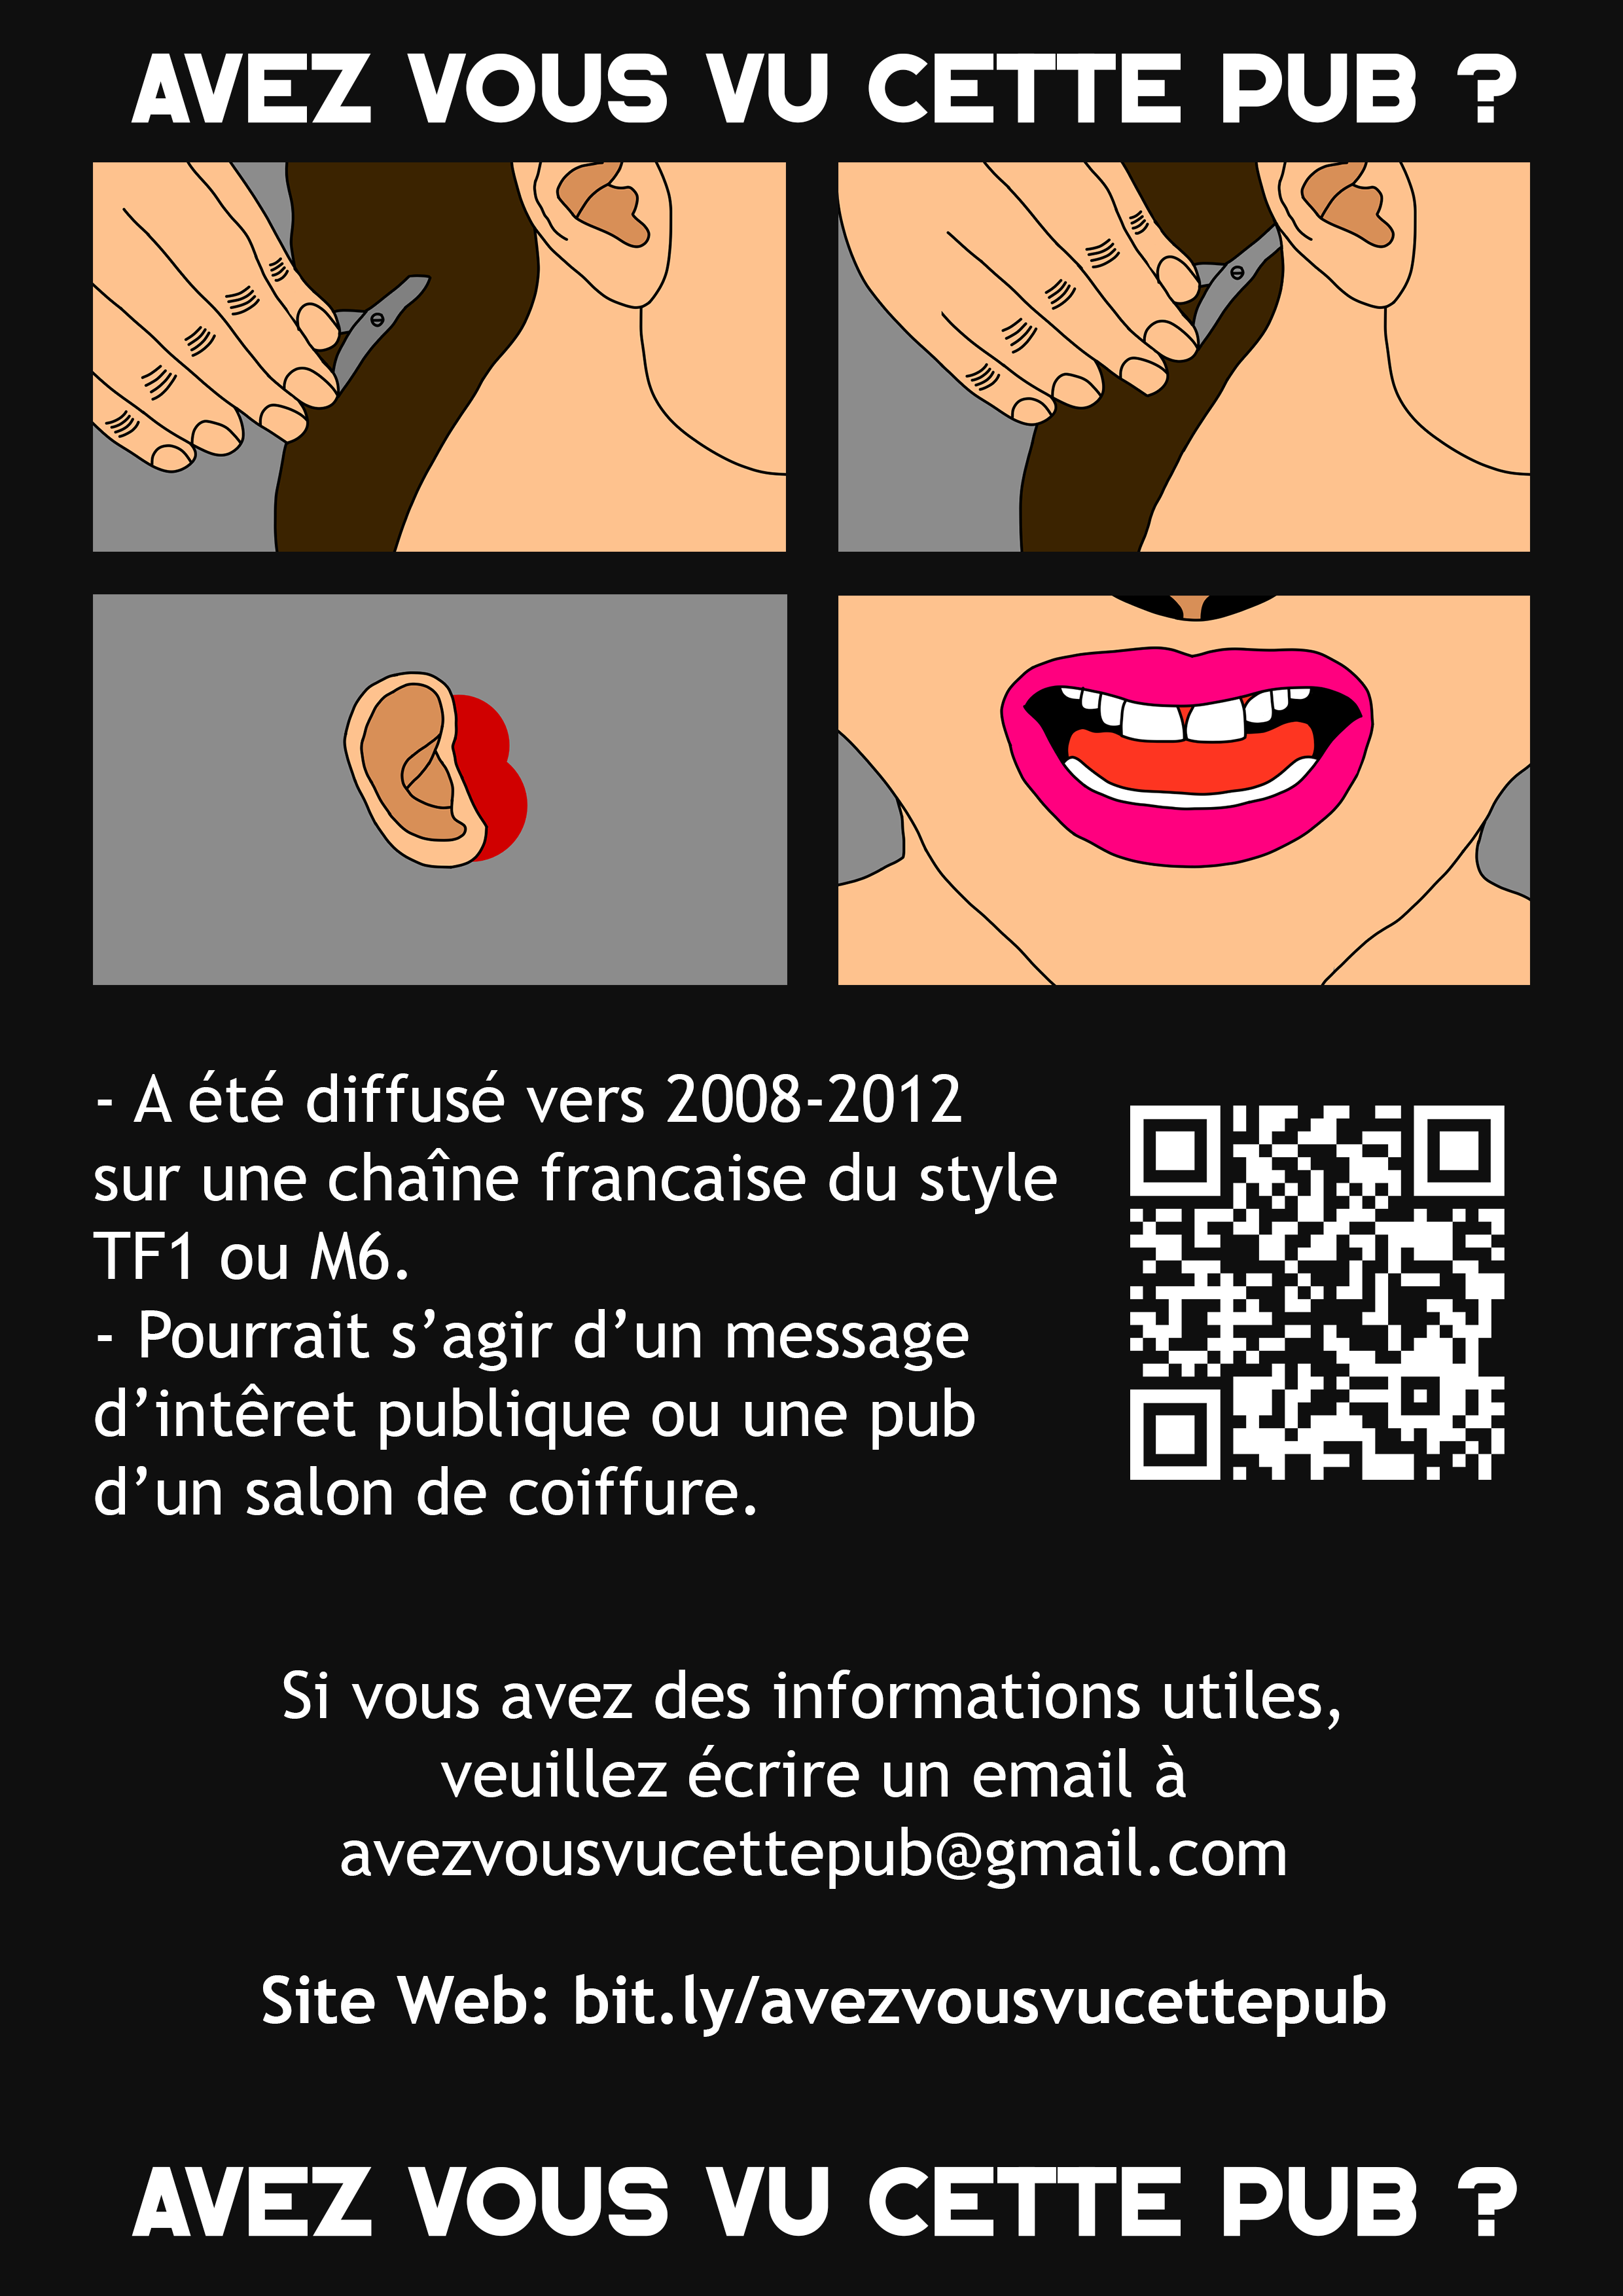 AVEZ VOUS VU CETTE PUB ?
- A été diffusé vers 2008-2012
sur une chaîne francaise du style
TF1 ou M6.
- Pourrait s’agir d’un message
d’intêret publique ou une pub
d’un salon de coiffure.
Si vous avez des informations utiles,
veuillez écrire un email à
avezvousvucettepub@gmail.com
Site Web: bit.ly/avezvousvucettepub
AVEZ VOUS VU CETTE PUB ?